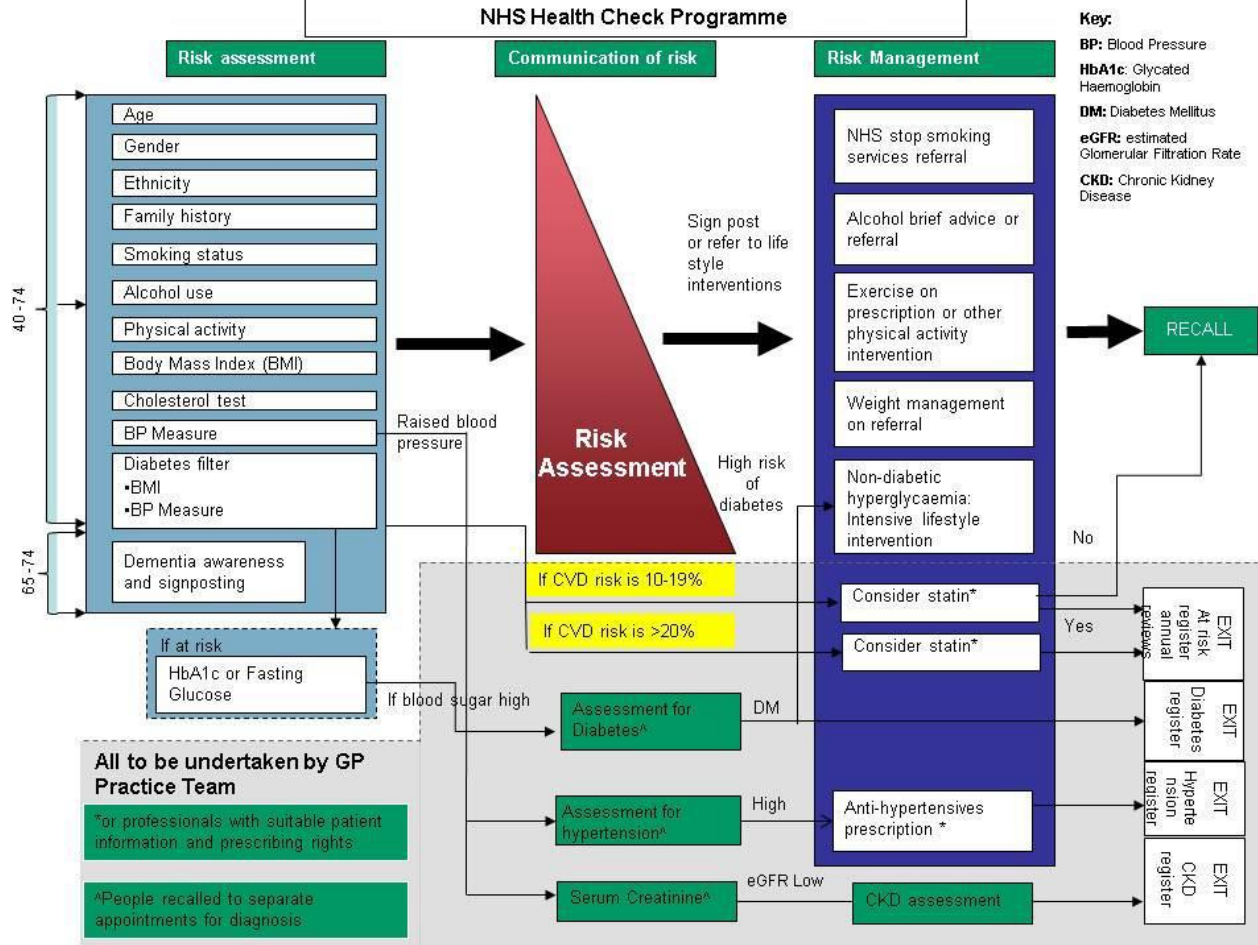 NHS Health Check Programme
Risk assessment
Communication of risk
Risk Management
Key:
BP: Blood Pressure
HbA1c: Glycated
Haemoglobin
DM: Diabetes Mellitus
eGFR: estimated
Glomerular Filtration Rate
CKD: Chronic Kidney
Disease
40-74
65-74
Age
Gender
Ethnicity
Family history
Smoking status
Alcohol use
Physical activity
Body Mass Index (BMI)
Cholesterol test
BP Measure
Diabetes filter
▪BMI
▪BP Measure
Dementia awareness
and signposting
If at risk
HbA1c or Fasting
Glucose
Raised blood
pressure
If blood sugar high
Risk
Assessment
Sign post
or refer to life
style
interventions
High risk
of
diabetes
If CVD risk is 10-19%
If CVD risk is >20%
Assessment for
Diabetes^
DM
Assessment for
hypertension^
High
Serum Creatinine^
eGFR Low
NHS stop smoking
services referral
Alcohol brief advice or
referral
Exercise on
prescription or other
physical activity
intervention
Weight management
on referral
Non-diabetic
hyperglycaemia:
Intensive lifestyle
intervention
Consider statin*
Consider statin*
Anti-hypertensives
prescription *
CKD assessment
RECALL
No
Yes
EXIT
At risk
register
annual
reviews
EXIT
Diabetes
register
EXIT
Hyperte
nsion
register
EXIT
CKD
register
All to be undertaken by GP
Practice Team
*or professionals with suitable patient
information and prescribing rights
^People recalled to separate
appointments for diagnosis